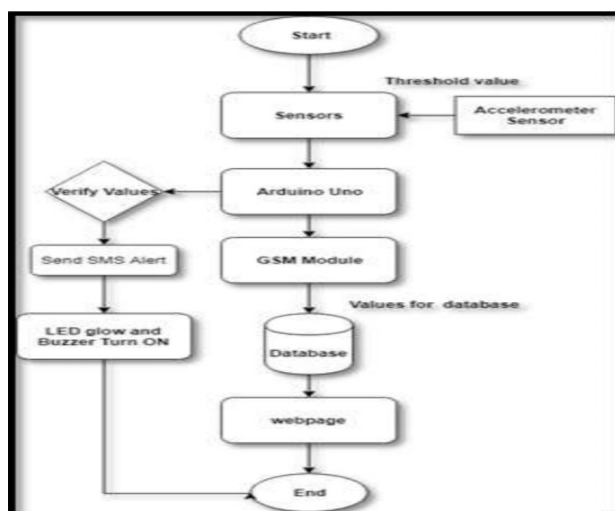 Start
Threshold value
Sensors
Accelerometer
Sensor
Verify Values
Arduino Uno
Send SMS Alert
GSM Module
Values for database
LED glow and
Buzzer Turn ON
Database
webpage
End